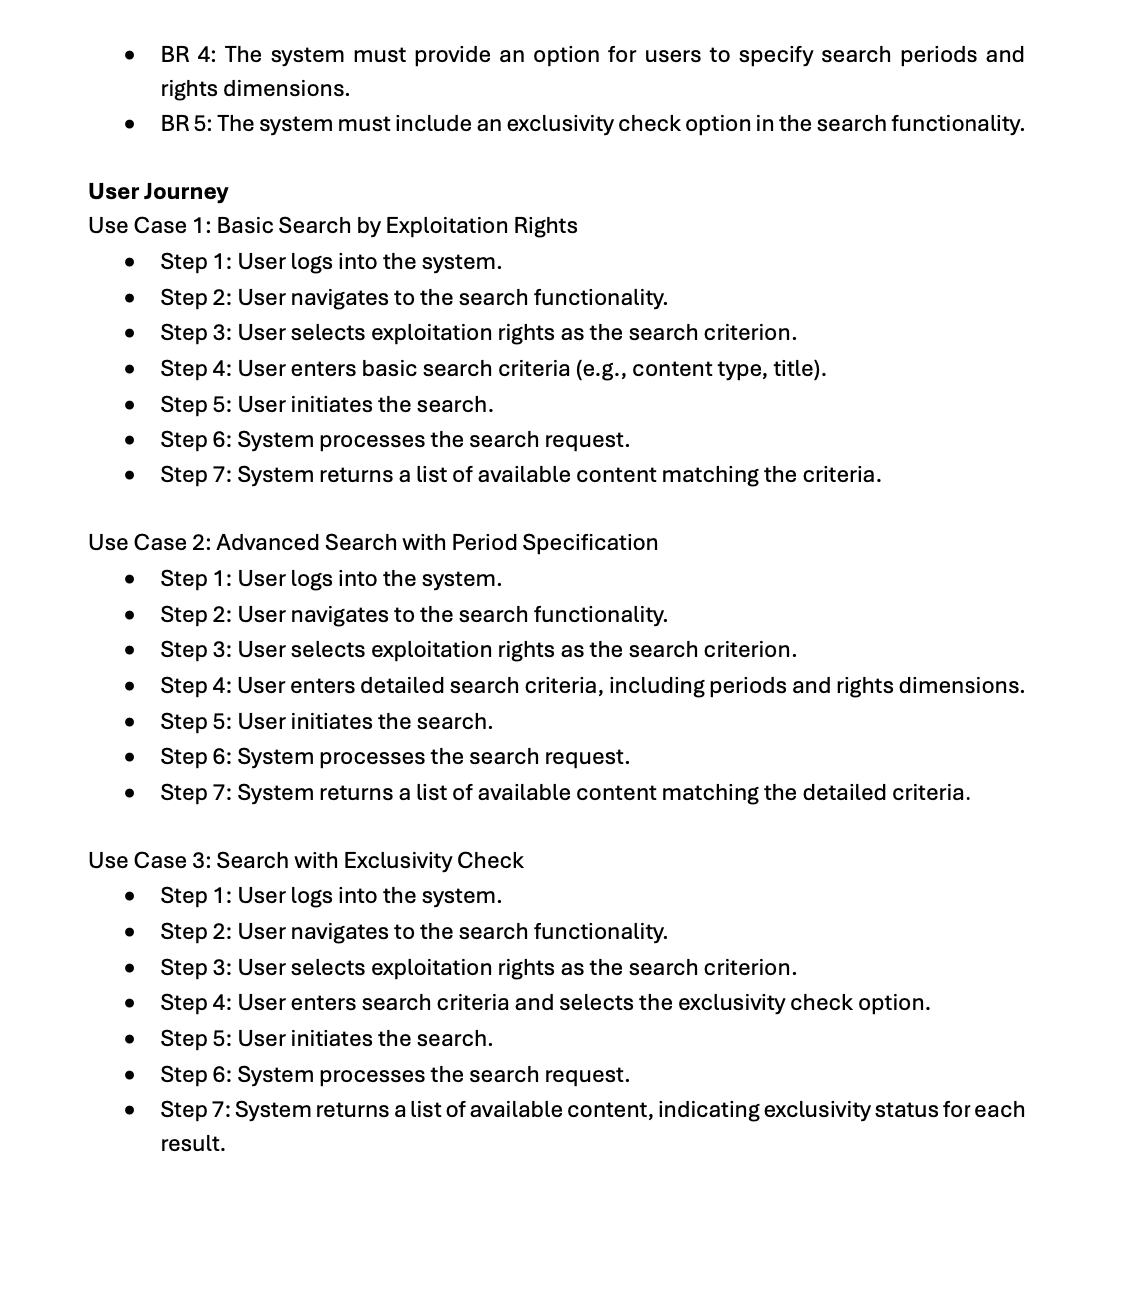 • BR 4: The system must provide an option for users to specify search periods and
rights dimensions.
• BR 5: The system must include an exclusivity check option in the search functionality.
User Journey
Use Case 1: Basic Search by Exploitation Rights
• Step 1: User logs into the system.
• Step 2: User navigates to the search functionality.
• Step 3: User selects exploitation rights as the search criterion.
• Step 4: User enters basic search criteria (e.g., content type, title).
• Step 5: User initiates the search.
• Step 6: System processes the search request.
• Step 7: System returns a list of available content matching the criteria.
Use Case 2: Advanced Search with Period Specification
• Step 1: User logs into the system.
• Step 2: User navigates to the search functionality.
• Step 3: User selects exploitation rights as the search criterion.
• Step 4: User enters detailed search criteria, including periods and rights dimensions.
• Step 5: User initiates the search.
• Step 6: System processes the search request.
• Step 7: System returns a list of available content matching the detailed criteria.
Use Case 3: Search with Exclusivity Check
• Step 1: User logs into the system.
• Step 2: User navigates to the search functionality.
• Step 3: User selects exploitation rights as the search criterion.
• Step 4: User enters search criteria and selects the exclusivity check option.
• Step 5: User initiates the search.
• Step 6: System processes the search request.
• Step 7: System returns a list of available content, indicating exclusivity status for each
result.